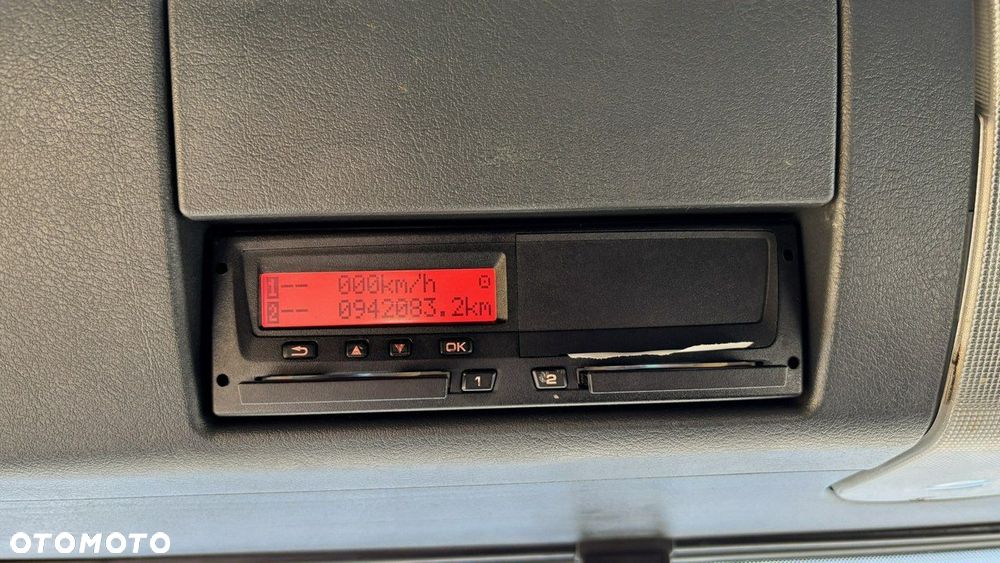 1-- 000km/h
2-- 0942083.2km
OK
1 2
OTOMOTO